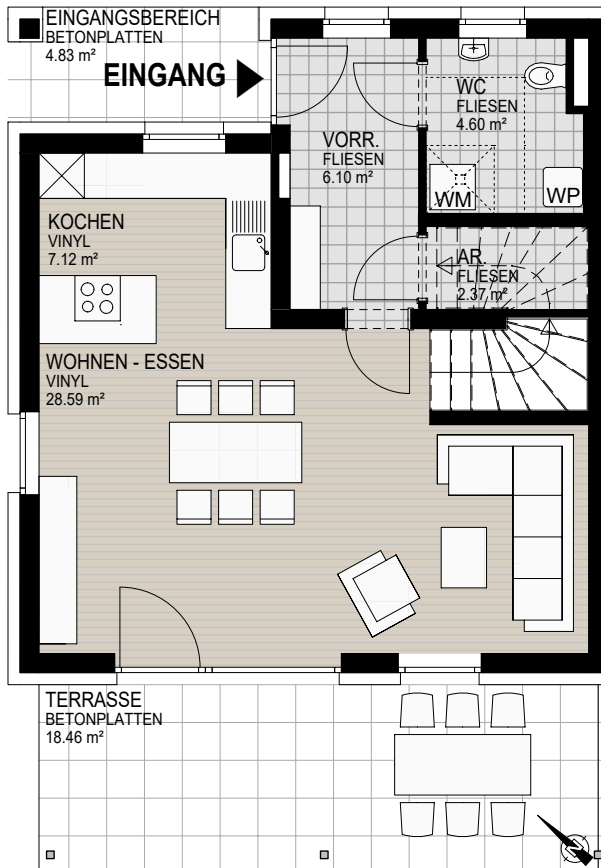 EINGANGSBEREICH
BETONPLATTEN
4.83 m²
EINGANG
WC
FLIESEN
4.60 m²
VORR.
FLIESEN
6.10 m²
WM
WP
KOCHEN
VINYL
7.12 m²
AR.
FLIESEN
2.37 m²
WOHNEN - ESSEN
VINYL
28.59 m²
TERRASSE
BETONPLATTEN
18.46 m²